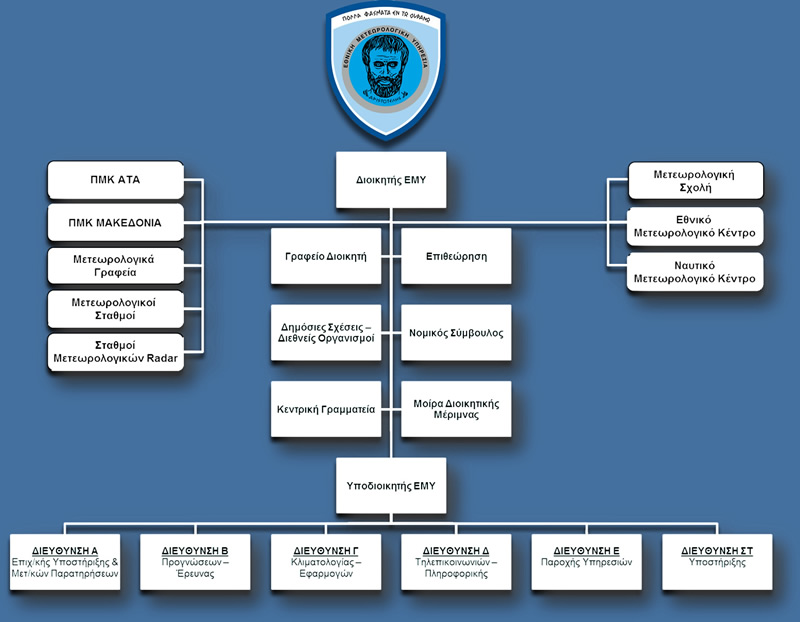 ΠΟΛΛΑ ΦΑΣΜΑΤΑ ΕΝ ΤΩ ΟΥΡΑΝΩ
ΕΘΝΙΚΗ ΜΕΤΕΩΡΟΛΟΓΙΚΗ ΥΠΗΡΕΣΙΑ
ΑΡΙΣΤΟΤΕΛΗΣ
Διοικητής ΕΜΥ
ΠΜΚ ΑΤΑ
ΠΜΚ ΜΑΚΕΔΟΝΙΑ
Μετεωρολογικά
Γραφεία
Μετεωρολογικοί
Σταθμοί
Σταθμοί
Μετεωρολογικών Radar
Μετεωρολογική
Σχολή
Εθνικό
Μετεωρολογικό Κέντρο
Ναυτικό
Μετεωρολογικό Κέντρο
Γραφείο Διοικητή
Επιθεώρηση
Δημόσιες Σχέσεις –
Διεθνείς Οργανισμοί
Νομικός Σύμβουλος
Κεντρική Γραμματεία
Μοίρα Διοικητικής
Μέριμνας
Υποδιοικητής ΕΜΥ
ΔΙΕΥΘΥΝΣΗ Α
Επιχ/κής Υποστήριξης &
Μετ/κών Παρατηρήσεων
ΔΙΕΥΘΥΝΣΗ Β
Προγνώσεων –
Έρευνας
ΔΙΕΥΘΥΝΣΗ Γ
Κλιματολογίας –
Εφαρμογών
ΔΙΕΥΘΥΝΣΗ Δ
Τηλεπικοινωνιών –
Πληροφορικής
ΔΙΕΥΘΥΝΣΗ Ε
Παροχής Υπηρεσιών
ΔΙΕΥΘΥΝΣΗ ΣΤ
Υποστήριξης